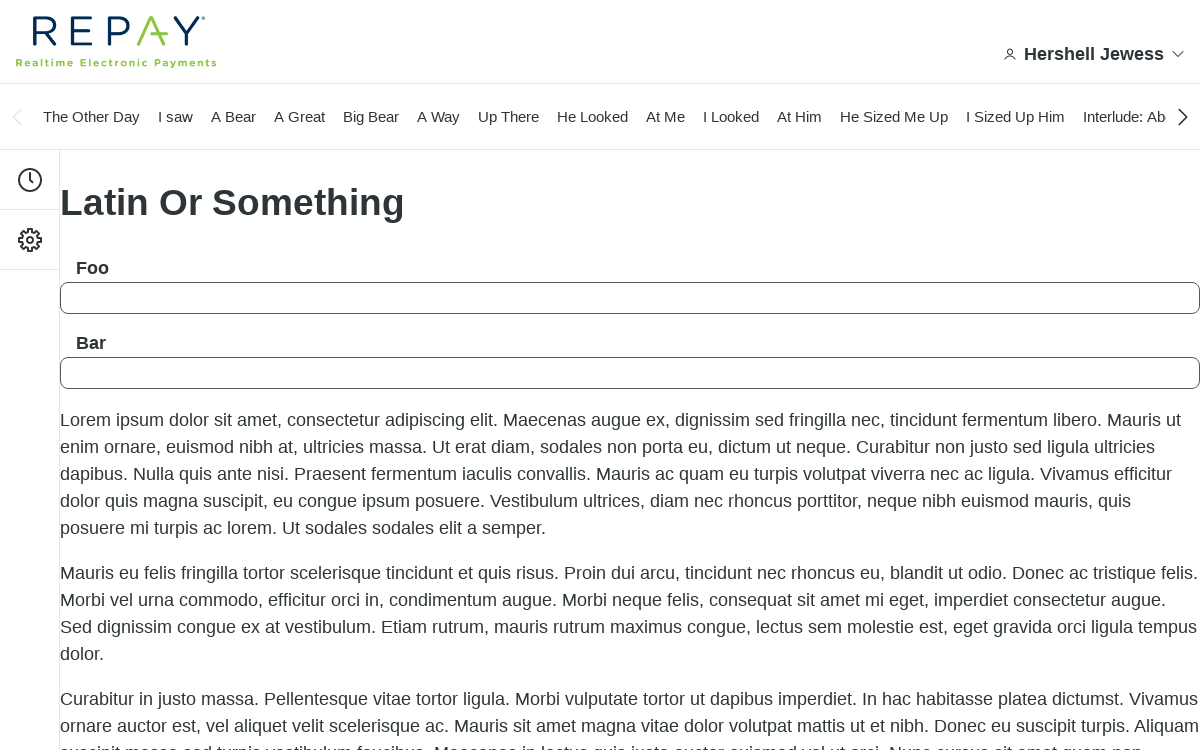 REPAY®
Realtime Electronic Payments
Hershell Jewess
The Other Day I saw A Bear A Great Big Bear A Way Up There He Looked At Me I Looked At Him He Sized Me Up I Sized Up Him Interlude:
Latin Or Something
Foo
Bar
Lorem ipsum dolor sit amet, consectetur adipiscing elit. Maecenas augue ex, dignissim sed fringilla nec, tincidunt fermentum libero. Mauris ut
enim ornare, euismod nibh at, ultricies massa. Ut erat diam, sodales non porta eu, dictum ut neque. Curabitur non justo sed ligula ultricies
dapibus. Nulla quis ante nisi. Praesent fermentum iaculis convallis. Mauris ac quam eu turpis volutpat viverra nec ac ligula. Vivamus efficitur
dolor quis magna suscipit, eu congue ipsum posuere. Vestibulum ultrices, diam nec rhoncus porttitor, neque nibh euismod mauris, quis
posuere mi turpis ac lorem. Ut sodales sodales elit a semper.
Mauris eu felis fringilla tortor scelerisque tincidunt et quis risus. Proin dui arcu, tincidunt nec rhoncus eu, blandit ut odio. Donec ac tristique felis.
Morbi vel urna commodo, efficitur orci in, condimentum augue. Morbi neque felis, consequat sit amet mi eget, imperdiet consectetur augue.
Sed dignissim congue ex at vestibulum. Etiam rutrum, mauris rutrum maximus congue, lectus sem molestie est, eget gravida orci ligula tempus
dolor.
Curabitur in justo massa. Pellentesque vitae tortor ligula. Morbi vulputate tortor ut dapibus imperdiet. In hac habitasse platea dictumst. Vivamus
ornare auctor est, vel aliquet velit scelerisque ac. Mauris sit amet magna vitae dolor volutpat mattis ut et nibh. Donec eu suscipit turpis. Aliquam